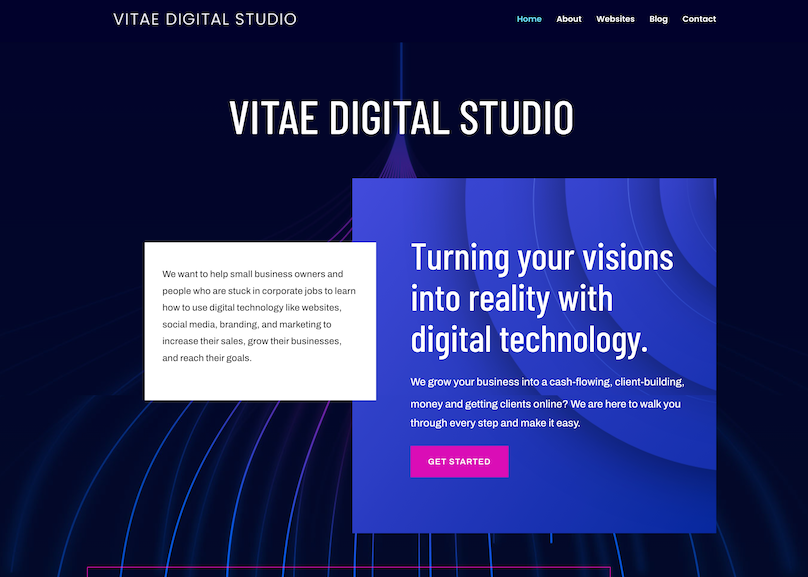 VITAE DIGITAL STUDIO
Home About Websites Blog Contact
VITAE DIGITAL STUDIO
We want to help small business owners and
people who are stuck in corporate jobs to learn
how to use digital technology like websites,
social media, branding, and marketing to
increase their sales, grow their businesses,
and reach their goals.
Turning your visions
into reality with
digital technology.
We grow your business into a cash-flowing, client-building,
money and getting clients online? We are here to walk you
through every step and make it easy.
GET STARTED